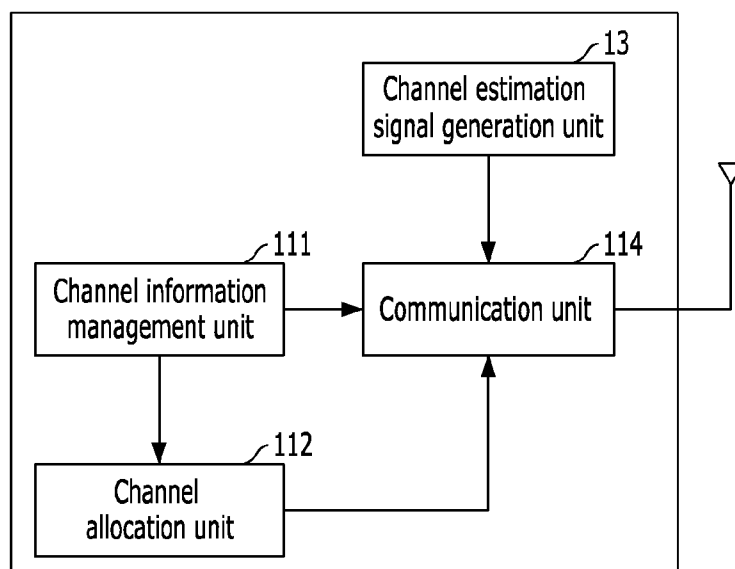 13
Channel estimation
signal generation unit
111
Channel information
management unit
114
Communication unit
112
Channel
allocation unit